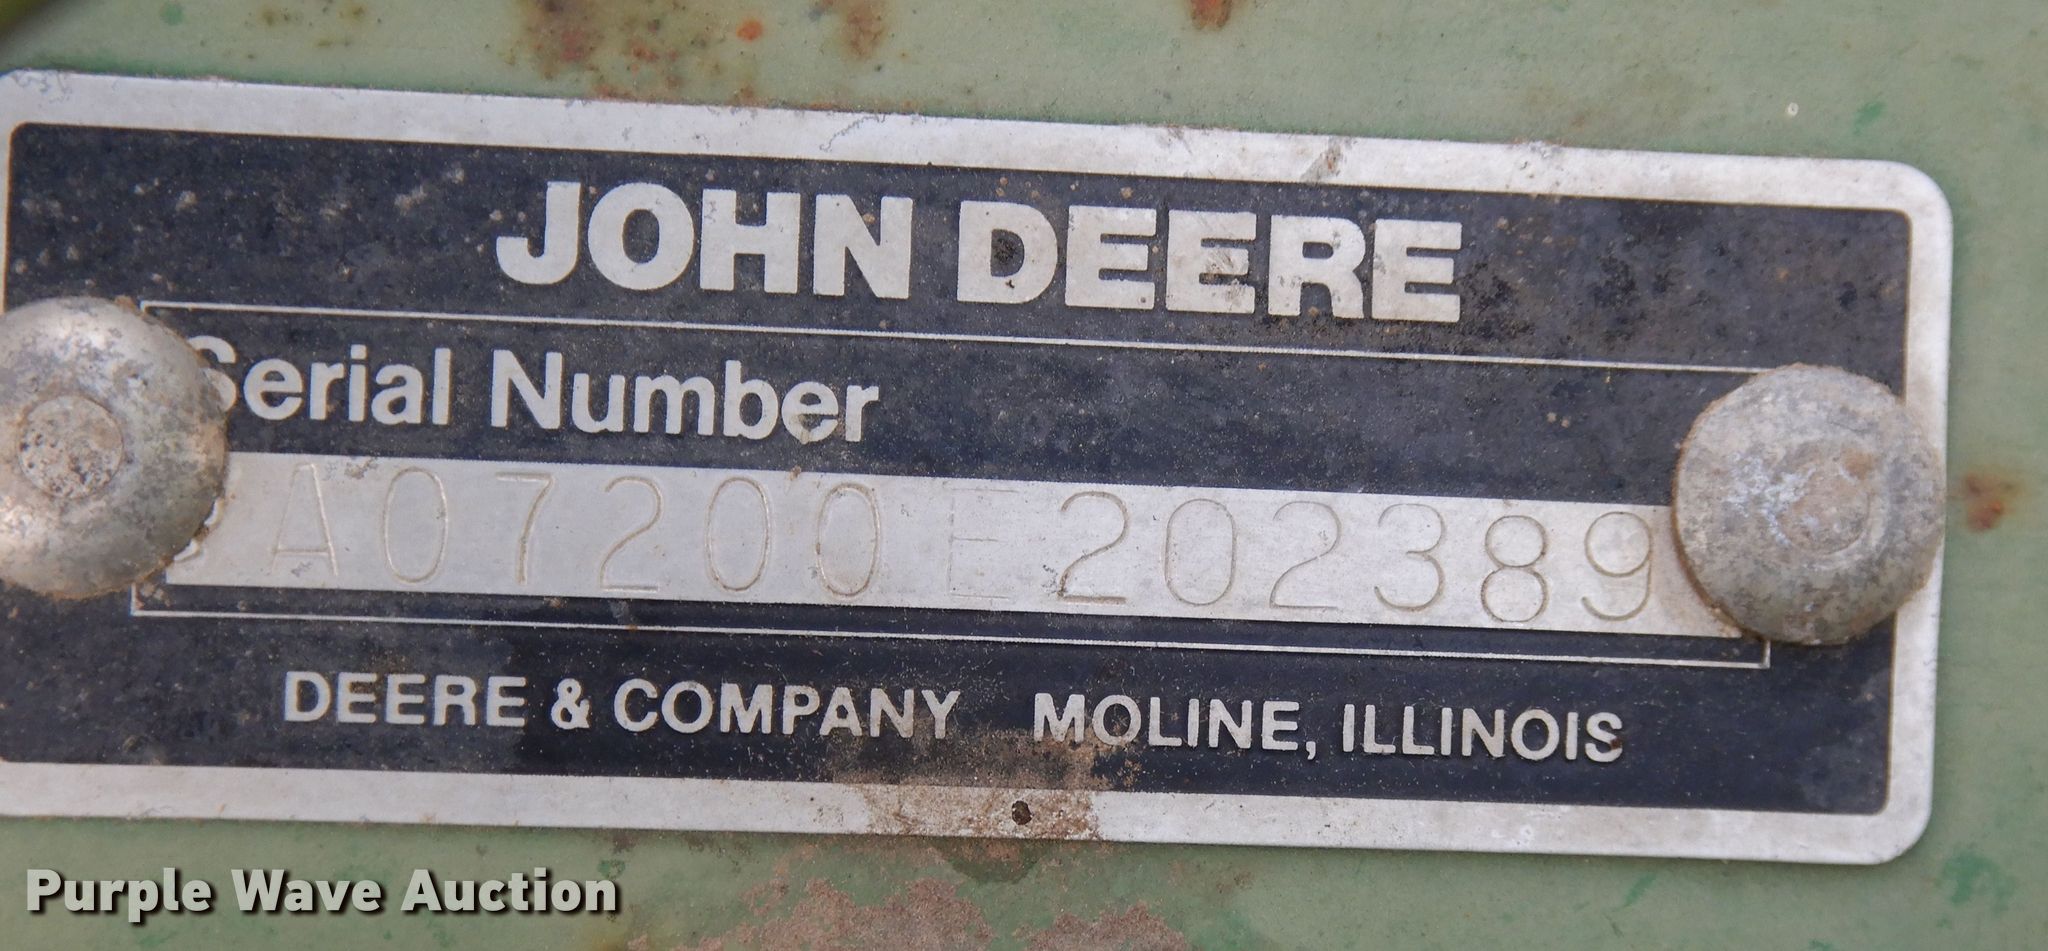 JOHN DEERE
Serial Number
A07200E202389
DEERE & COMPANY MOLINE, ILLINOIS
Purple Wave Auction